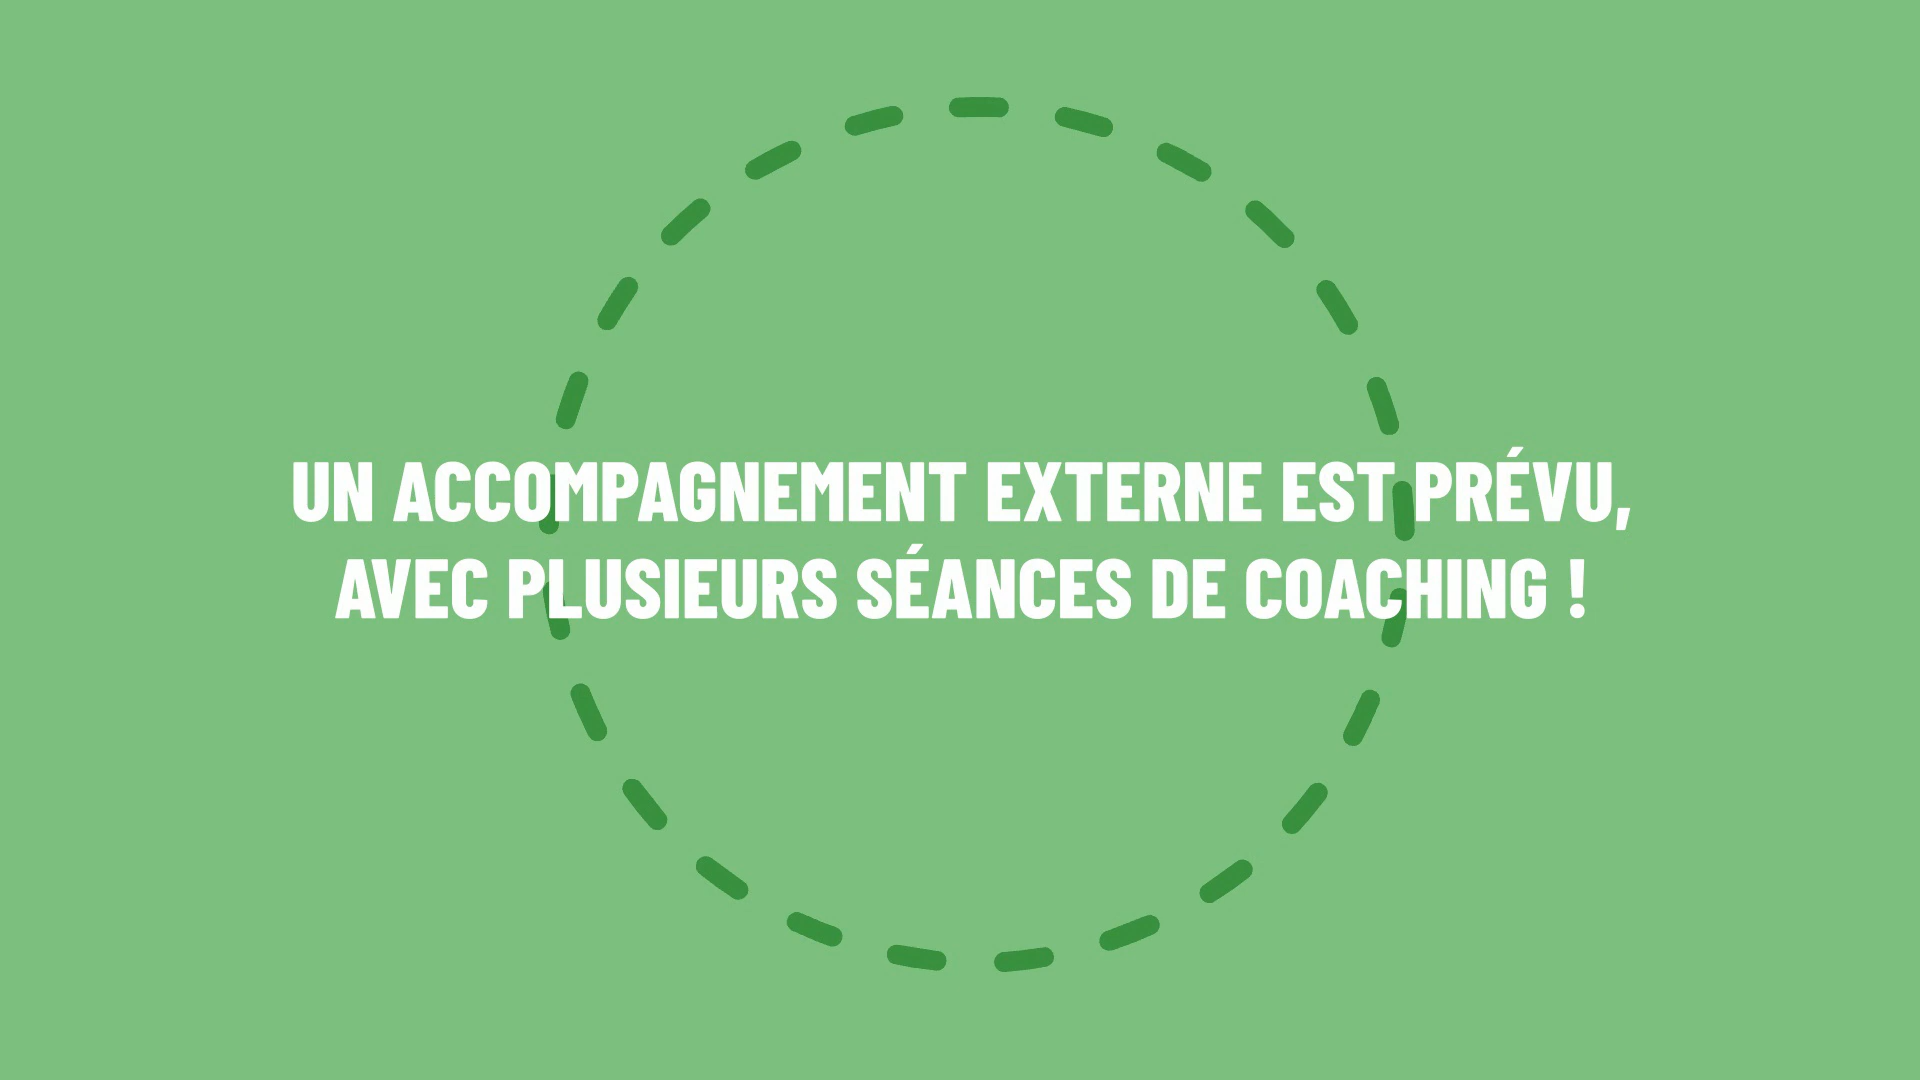 UN ACCOMPAGNEMENT EXTERNE EST PRÉVU,
AVEC PLUSIEURS SÉANCES DE COACHING !